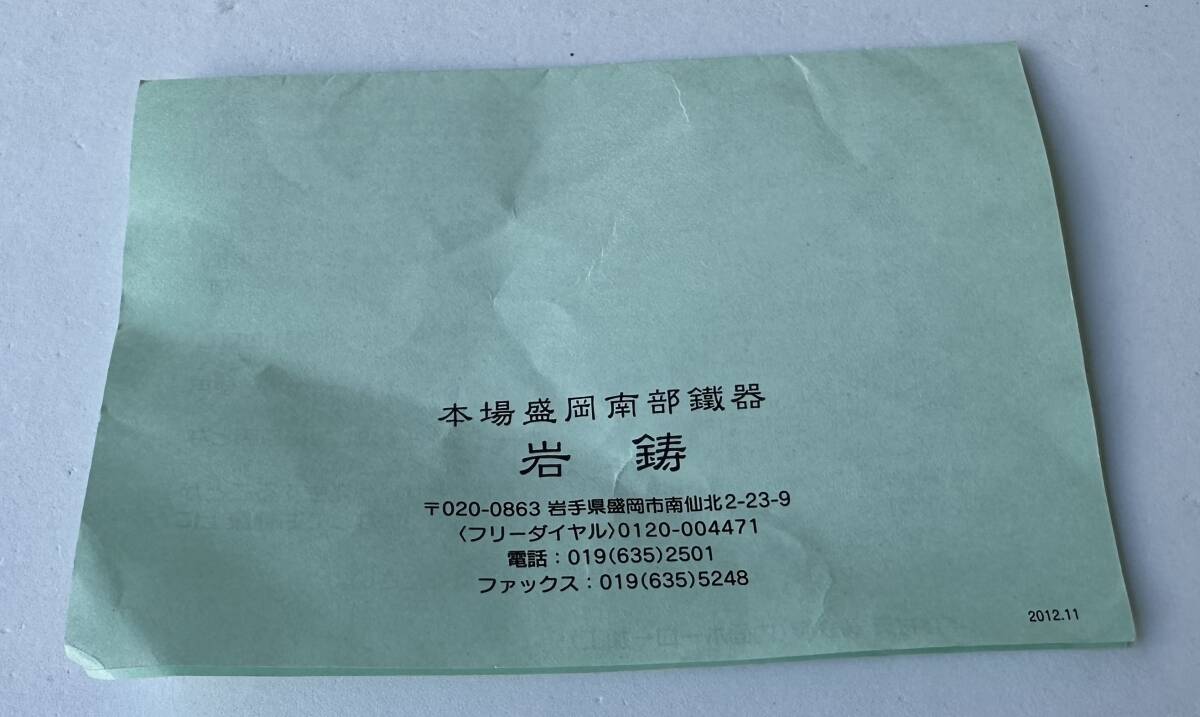 本場盛岡南部鐵器
岩鋳
〒020-0863 岩手県盛岡市南仙北2-23-9
〈フリーダイヤル〉0120-004471
電話：019(635)2501
ファックス：019(635)5248
2012.11